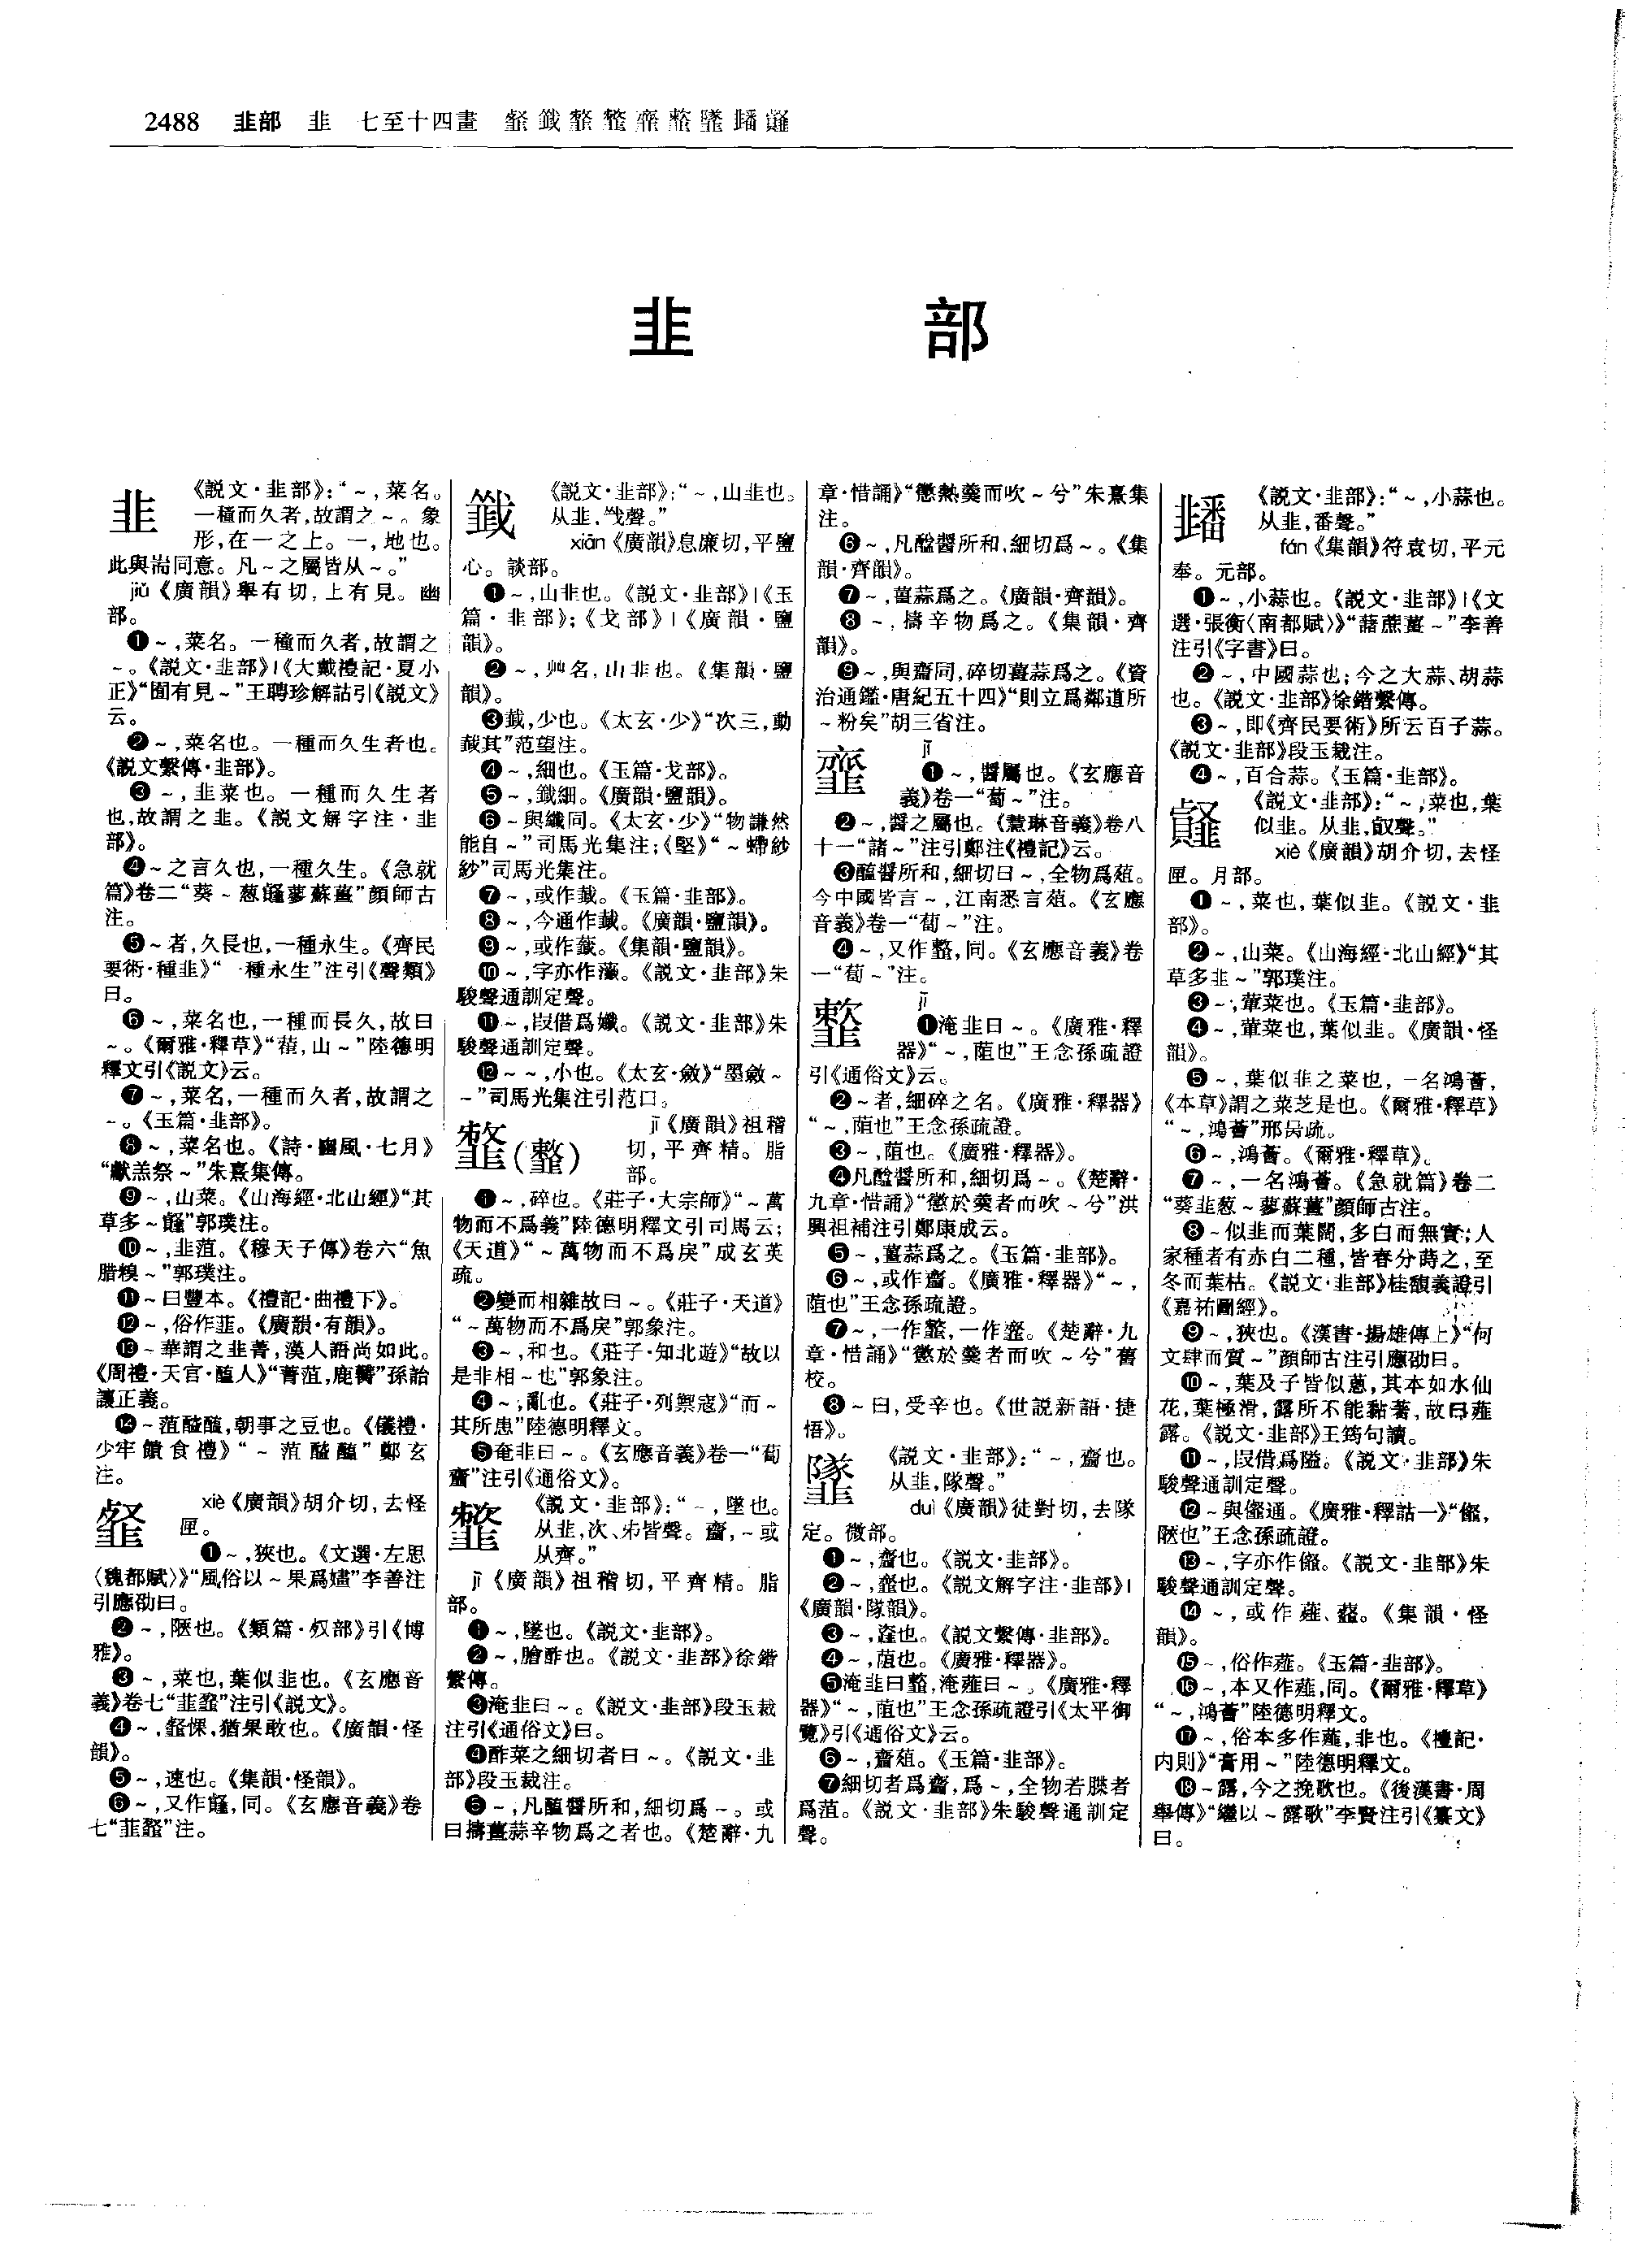 2488 韭部 韭 七至十四畫 韰 韱 𩐋 䪠 齏 䪢 䪤 𩐏 䪥
韭 部
韭 《説文·韭部》:“~,菜名。
一穜而久者,故謂之~。象
形,在一之上。一,地也。
此與耑同意。凡~之屬皆从~。”
jiǔ《廣韻》舉有切,上有見。幽
部。
❶~,菜名。一穜而久者,故謂之
~。《説文·韭部》|《大戴禮記·夏小
正》“囿有見~”王聘珍解詁引《説文》
云。
❷~,菜名也。一種而久生者也。
《説文繫傳·韭部》。
❸~,韭菜也。一種而久生者
也,故謂之韭。《説文解字注·韭
部》。
❹~之言久也,一種久生。《急就
篇》卷二“葵~葱䪥蓼蘇薑”顔師古
注。
❺~者,久長也,一種永生。《齊民
要術·種韭》“一種永生”注引《聲類》
曰。
❻~,菜名也,一種而長久,故曰
~。《爾雅·釋草》“藿,山~”陸德明
釋文引《説文》云。
❼~,菜名,一種而久者,故謂之
~。《玉篇·韭部》。
❽~,菜名也。《詩·豳風·七月》
“獻羔祭~”朱熹集傳。
❾~,山菜。《山海經·北山經》“其
草多~䪥”郭璞注。
❿~,韭菹。《穆天子傳》卷六“魚
腊糗~”郭璞注。
⓫~曰豐本。《禮記·曲禮下》。
⓬~,俗作韮。《廣韻·有韻》。
⓭~華謂之韭菁,漢人語尚如此。
《周禮·天官·醢人》“菁菹,鹿臡”孫詒
讓正義。
⓮~菹醓醢,朝事之豆也。《儀禮·
少牢饋食禮》“~菹醓醢”鄭玄
注。
韰 xiè《廣韻》胡介切,去怪
匣。
❶~,狹也。《文選·左思
〈魏都賦〉》“風俗以~果爲嫿”李善注
引應劭曰。
❷~,陿也。《類篇·㕡部》引《博
雅》。
❸~,菜也,葉似韭也。《玄應音
義》卷七“韭韰”注引《説文》。
❹~,韰惈,猶果敢也。《廣韻·怪
韻》。
❺~,速也。《集韻·怪韻》。
❻~,又作䪥,同。《玄應音義》卷
七“韮韰”注。
韱 《説文·韭部》:“~,山韭也。
从韭,㦰聲。”
xiān《廣韻》息廉切,平鹽
心。談部。
❶~,山韭也。《説文·韭部》|《玉
篇·韭部》;《戈部》|《廣韻·鹽
韻》。
❷~,艸名,山韭也。《集韻·鹽
韻》。
❸韱,少也。《太玄·少》“次三,動
韱其”范望注。
❹~,細也。《玉篇·戈部》。
❺~,韱細。《廣韻·鹽韻》。
❻~與纖同。《太玄·少》“物謙然
能自~”司馬光集注;《堅》“~蠕紗
紗”司馬光集注。
❼~,或作䪞。《玉篇·韭部》。
❽~,今通作䪞。《廣韻·鹽韻》。
❾~,或作䉳。《集韻·鹽韻》。
❿~,字亦作瀸。《説文·韭部》朱
駿聲通訓定聲。
⓫~,叚借爲孅。《説文·韭部》朱
駿聲通訓定聲。
⓬~~,小也。《太玄·斂》“墨斂~
~”司馬光集注引范曰。
𩐋(䪠) jī《廣韻》祖稽
切,平齊精。脂
部。
❶~,碎也。《莊子·大宗師》“~萬
物而不爲義”陸德明釋文引司馬云;
《天道》“~萬物而不爲戾”成玄英
疏。
❷變而相雜故曰~。《莊子·天道》
“~萬物而不爲戾”郭象注。
❸~,和也。《莊子·知北遊》“故以
是非相~也”郭象注。
❹~,亂也。《莊子·列禦寇》“而~
其所患”陸德明釋文。
❺奄韭曰~。《玄應音義》卷一“蔔
齏”注引《通俗文》。
䪢 《説文·韭部》:“~,䪤也。
从韭,次、𠂔皆聲。齏,~或
从齊。”
jī《廣韻》祖稽切,平齊精。脂
部。
❶~,䪤也。《説文·韭部》。
❷~,膾酢也。《説文·韭部》徐鍇
繫傳。
❸淹韭曰~。《説文·韭部》段玉裁
注引《通俗文》曰。
❹酢菜之細切者曰~。《説文·韭
部》段玉裁注。
❺~,凡醢醬所和,細切爲~。或
曰擣薑蒜辛物爲之者也。《楚辭·九
章·惜誦》“懲熱羹而吹~兮”朱熹集
注。
❻~,凡醯醬所和,細切爲~。《集
韻·齊韻》。
❼~,薑蒜爲之。《廣韻·齊韻》。
❽~,擣辛物爲之。《集韻·齊
韻》。
❾~,與齏同,碎切薑蒜爲之。《資
治通鑑·唐紀五十四》“則立爲鄰道所
~粉矣”胡三省注。
齏 jī
❶~,醬屬也。《玄應音
義》卷一“蔔~”注。
❷~,醬之屬也。《慧琳音義》卷八
十一“諸~”注引鄭注《禮記》云。
❸醢醬所和,細切曰~,全物爲菹。
今中國皆言~,江南悉言菹。《玄應
音義》卷一“蔔~”注。
❹~,又作䪠,同。《玄應音義》卷
一“蔔~”注。
䪡 jī
❶淹韭曰~。《廣雅·釋
器》“~,菹也”王念孫疏證
引《通俗文》云。
❷~者,細碎之名。《廣雅·釋器》
“~,菹也”王念孫疏證。
❸~,菹也。《廣雅·釋器》。
❹凡醯醬所和,細切爲~。《楚辭·
九章·惜誦》“懲於羹者而吹~兮”洪
興祖補注引鄭康成云。
❺~,薑蒜爲之。《玉篇·韭部》。
❻~,或作齏。《廣雅·釋器》“~,
菹也”王念孫疏證。
❼~,一作䪢,一作韲。《楚辭·九
章·惜誦》“懲於羹者而吹~兮”舊
校。
❽~臼,受辛也。《世説新語·捷
悟》。
䪤 《説文·韭部》:“~,齏也。
从韭,隊聲。”
duì《廣韻》徒對切,去隊
定。微部。
❶~,齏也。《説文·韭部》。
❷~,韲也。《説文解字注·韭部》|
《廣韻·隊韻》。
❸~,韲也。《説文繫傳·韭部》。
❹~,菹也。《廣雅·釋器》。
❺淹韭曰䪡,淹䪥曰~。《廣雅·釋
器》“~,菹也”王念孫疏證引《太平御
覽》引《通俗文》云。
❻~,齏葅。《玉篇·韭部》。
❼細切者爲齏,爲~,全物若䐑者
爲菹。《説文·韭部》朱駿聲通訓定
聲。
𩐏 《説文·韭部》:“~,小蒜也。
从韭,番聲。”
fán《集韻》符袁切,平元
奉。元部。
❶~,小蒜也。《説文·韭部》|《文
選·張衡〈南都賦〉》“藷蔗薑~”李善
注引《字書》曰。
❷~,中國蒜也;今之大蒜、胡蒜
也。《説文·韭部》徐鍇繫傳。
❸~,即《齊民要術》所云百子蒜。
《説文·韭部》段玉裁注。
❹~,百合蒜。《玉篇·韭部》。
䪥 《説文·韭部》:“~,菜也,葉
似韭。从韭,㕡聲。”
xiè《廣韻》胡介切,去怪
匣。月部。
❶~,菜也,葉似韭。《説文·韭
部》。
❷~,山菜。《山海經·北山經》“其
草多韭~”郭璞注。
❸~,葷菜也。《玉篇·韭部》。
❹~,葷菜也,葉似韭。《廣韻·怪
韻》。
❺~,葉似韭之菜也,一名鴻薈,
《本草》謂之菜芝是也。《爾雅·釋草》
“~,鴻薈”邢昺疏。
❻~,鴻薈。《爾雅·釋草》。
❼~,一名鴻薈。《急就篇》卷二
“葵韭葱~蓼蘇薑”顔師古注。
❽~似韭而葉闊,多白而無實;人
家種者有赤白二種,皆春分蒔之,至
冬而葉枯。《説文·韭部》桂馥義證引
《嘉祐圖經》。
❾~,狹也。《漢書·揚雄傳上》“何
文肆而質~”顔師古注引應劭曰。
❿~,葉及子皆似蔥,其本如水仙
花,葉極滑,露所不能黏著,故曰薤
露。《説文·韭部》王筠句讀。
⓫~,叚借爲隘。《説文·韭部》朱
駿聲通訓定聲。
⓬~與㒠通。《廣雅·釋詁一》“㒠,
陿也”王念孫疏證。
⓭~,字亦作㒠。《説文·韭部》朱
駿聲通訓定聲。
⓮~,或作薤、韰。《集韻·怪
韻》。
⓯~,俗作薤。《玉篇·韭部》。
⓰~,本又作薤,同。《爾雅·釋草》
“~,鴻薈”陸德明釋文。
⓱~,俗本多作薤,非也。《禮記·
内則》“膏用~”陸德明釋文。
⓲~露,今之挽歌也。《後漢書·周
舉傳》“繼以~露歌”李賢注引《纂文》
曰。